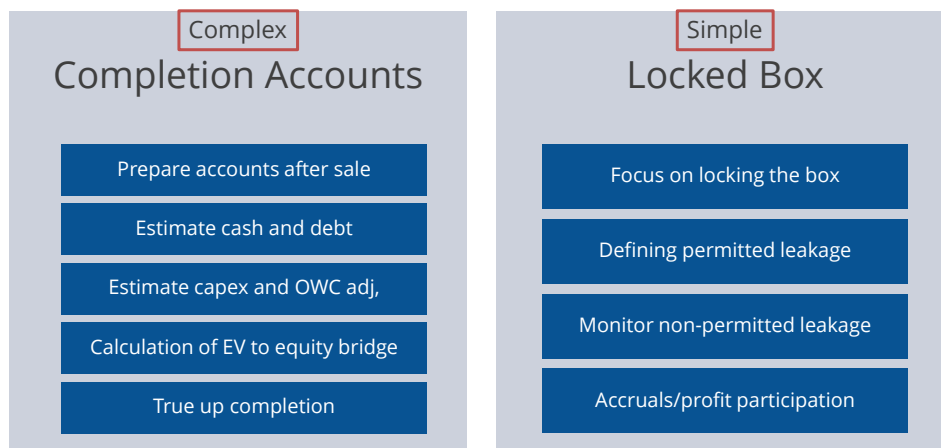 Complex
Completion Accounts
Prepare accounts after sale
Estimate cash and debt
Estimate capex and OWC adj,
Calculation of EV to equity bridge
True up completion
Simple
Locked Box
Focus on locking the box
Defining permitted leakage
Monitor non-permitted leakage
Accruals/profit participation